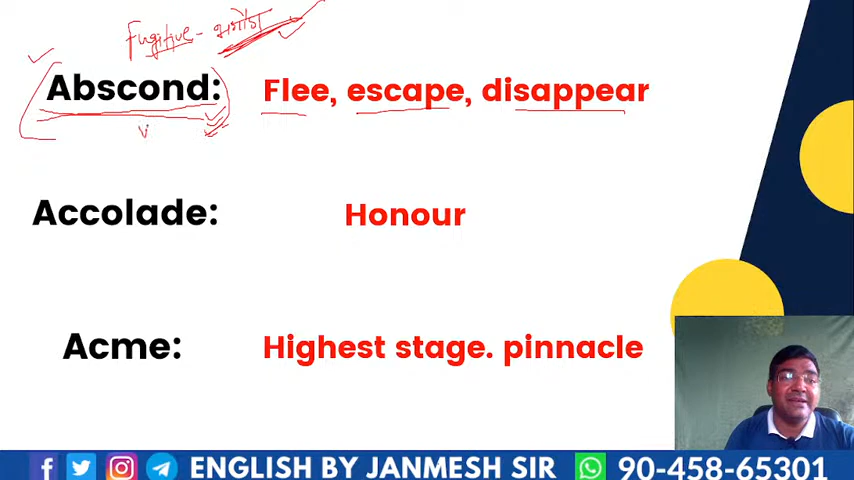 Fugitive - भगोड़ा
Abscond: Flee, escape, disappear
Accolade: Honour
Acme: Highest stage. pinnacle
ENGLISH BY JANMESH SIR 90-458-65301